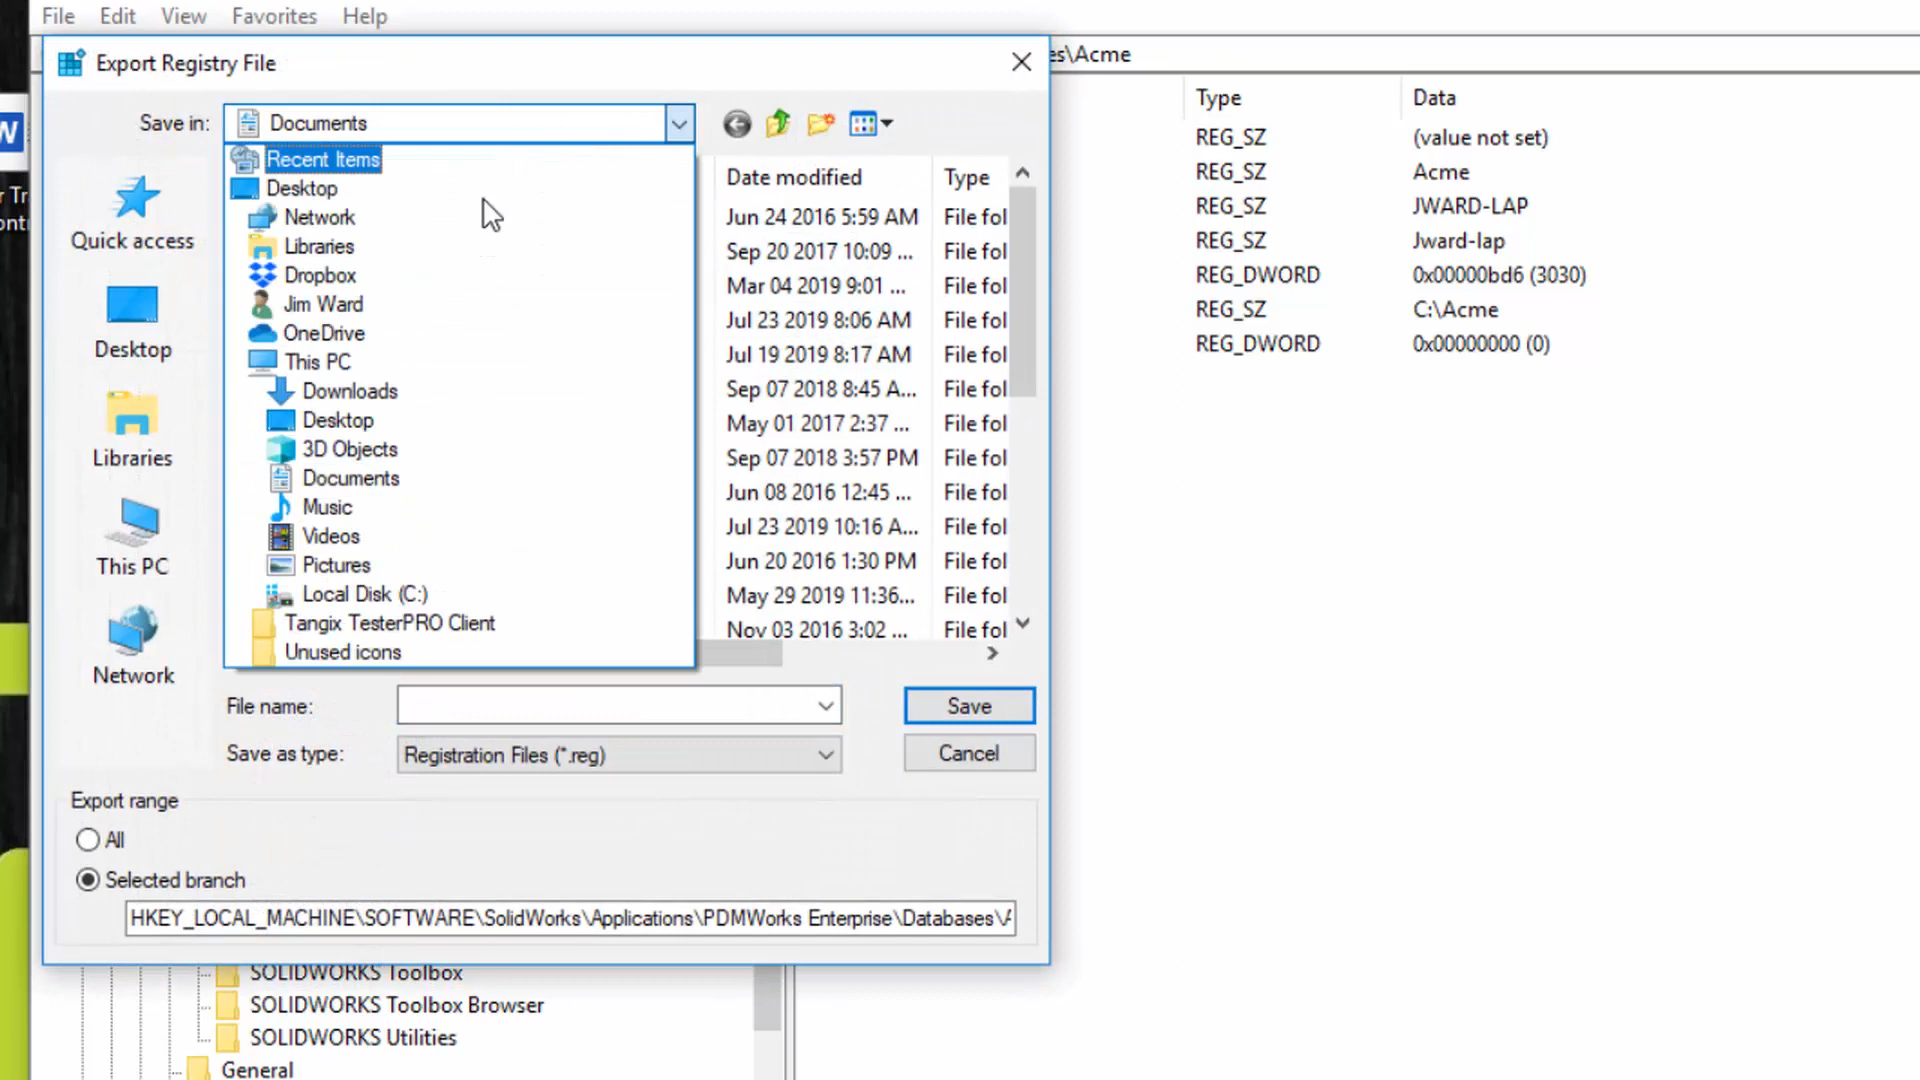 File Edit View Favorites Help
Export Registry File
es\Acme
Save in: Documents
Type Data
Recent Items
REG_SZ (value not set)
Desktop
Date modified Type
REG_SZ Acme
Network
Jun 24 2016 5:59 AM File fol
REG_SZ JWARD-LAP
Quick access
Libraries
Sep 20 2017 10:09 ... File fol
REG_SZ Jward-lap
Dropbox
Mar 04 2019 9:01 ... File fol
REG_DWORD 0x00000bd6 (3030)
Jim Ward
Jul 23 2019 8:06 AM File fol
REG_SZ C:\Acme
OneDrive
Desktop
This PC
Jul 19 2019 8:17 AM File fol
REG_DWORD 0x00000000 (0)
Downloads
Sep 07 2018 8:45 A... File fol
Desktop
May 01 2017 2:37 ... File fol
3D Objects
Libraries
Sep 07 2018 3:57 PM File fol
Documents
Jun 08 2016 12:45 ... File fol
Music
Jul 23 2019 10:16 A... File fol
Videos
This PC
Pictures
Jun 20 2016 1:30 PM File fol
Local Disk (C:)
May 29 2019 11:36... File fol
Tangix TesterPRO Client
Nov 03 2016 3:02 ... File fol
Unused icons
Network
File name: Save
Save as type: Registration Files (*.reg) Cancel
Export range
All
Selected branch
HKEY_LOCAL_MACHINE\SOFTWARE\SolidWorks\Applications\PDMWorks Enterprise\Databases\A
SOLIDWORKS Toolbox
SOLIDWORKS Toolbox Browser
SOLIDWORKS Utilities
General